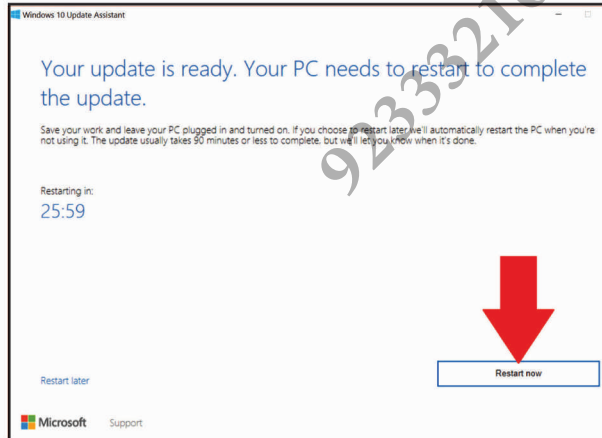 Windows 10 Update Assistant
Your update is ready. Your PC needs to restart to complete
the update.
Save your work and leave your PC plugged in and turned on. If you choose to restart later we'll automatically restart the PC when you're
not using it. The update usually takes 90 minutes or less to complete, but we'll let you know when it's done.
Restarting in:
25:59
Restart now
Restart later
Microsoft Support